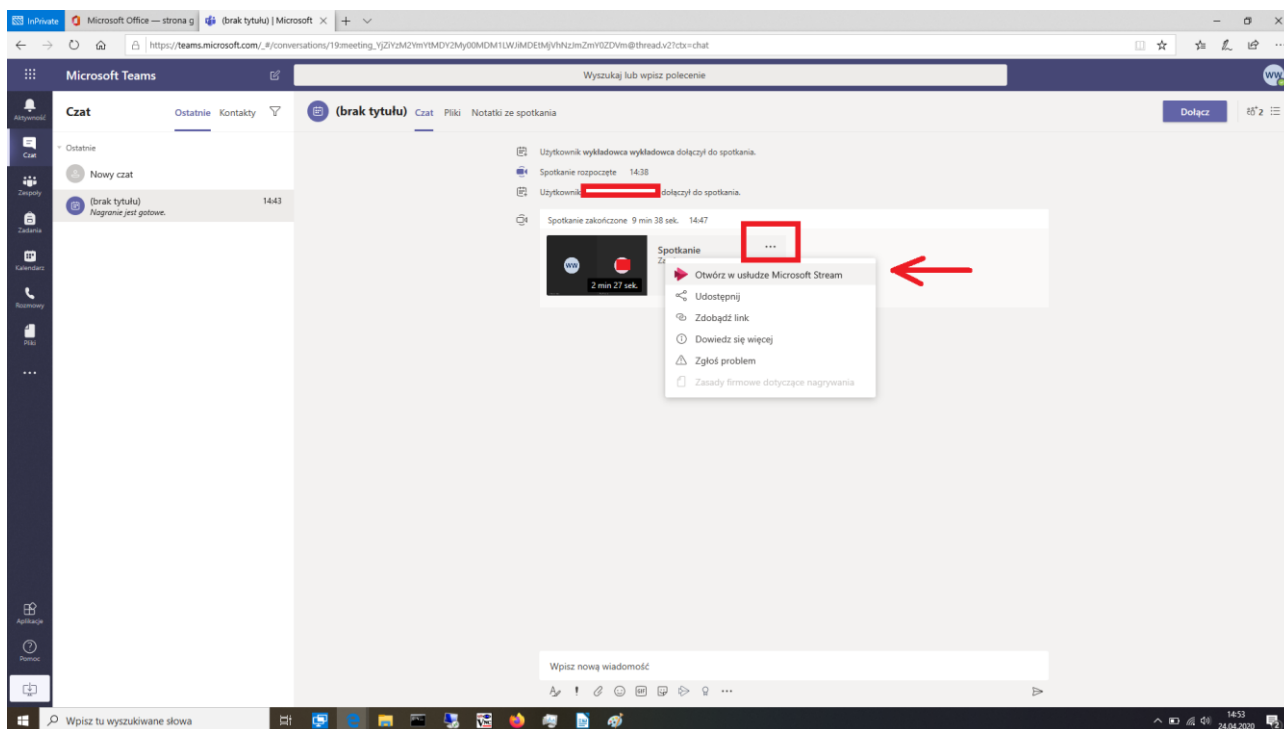 InPrivate
Microsoft Office — strona g
(brak tytułu) | Microsoft
https://teams.microsoft.com/_#/conversations/19:meeting_YjZiYzM2YmYtMDY2My00MDM1LWJiMDEtMjVhNzJmZmY0ZDVm@thread.v2?ctx=chat
Microsoft Teams
Wyszukaj lub wpisz polecenie
WW
Aktywność
Czat
Zespoły
Zadania
Kalendarz
Rozmowy
Pliki
Aplikacje
Pomoc
Czat Ostatnie Kontakty
Ostatnie
Nowy czat
(brak tytułu) 14:43
Nagranie jest gotowe.
(brak tytułu) Czat Pliki Notatki ze spotkania
Dołącz
2
Użytkownik wykladowca wykladowca dołączył do spotkania.
Spotkanie rozpoczęte 14:38
Użytkownik dołączył do spotkania.
Spotkanie zakończone 9 min 38 sek. 14:47
WW
2 min 27 sek.
Spotkanie
Otwórz w usłudze Microsoft Stream
Udostępnij
Zdobądź link
Dowiedz się więcej
Zgłoś problem
Zasady firmowe dotyczące nagrywania
Wpisz nową wiadomość
GIF
Wpisz tu wyszukiwane słowa
14:53
24.04.2020